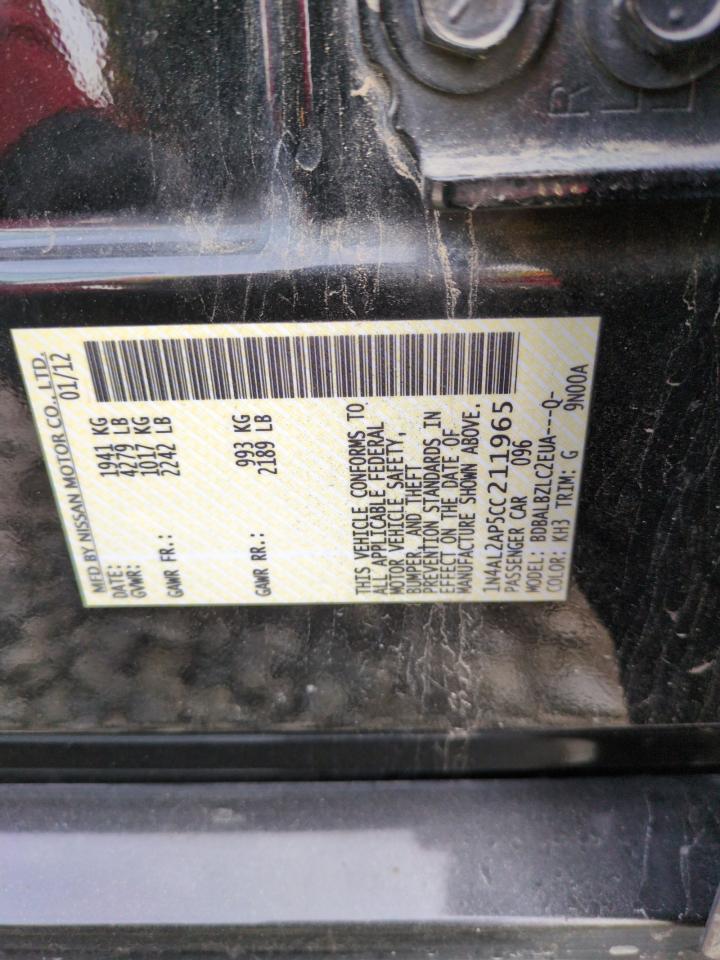 MFD BY NISSAN MOTOR CO., LTD.
DATE: 01/12
GVWR: 1941 KG
4279 LB
GAWR FR.: 1017 KG
2242 LB
GAWR RR.: 993 KG
2189 LB
THIS VEHICLE CONFORMS TO
ALL APPLICABLE FEDERAL
MOTOR VEHICLE SAFETY,
BUMPER, AND THEFT
PREVENTION STANDARDS IN
EFFECT ON THE DATE OF
MANUFACTURE SHOWN ABOVE.
1N4AL2AP5CC211965
PASSENGER CAR 096
MODEL: BDBALBZLC2EUA---Q-
COLOR: KH3 TRIM: G 9N00A
R